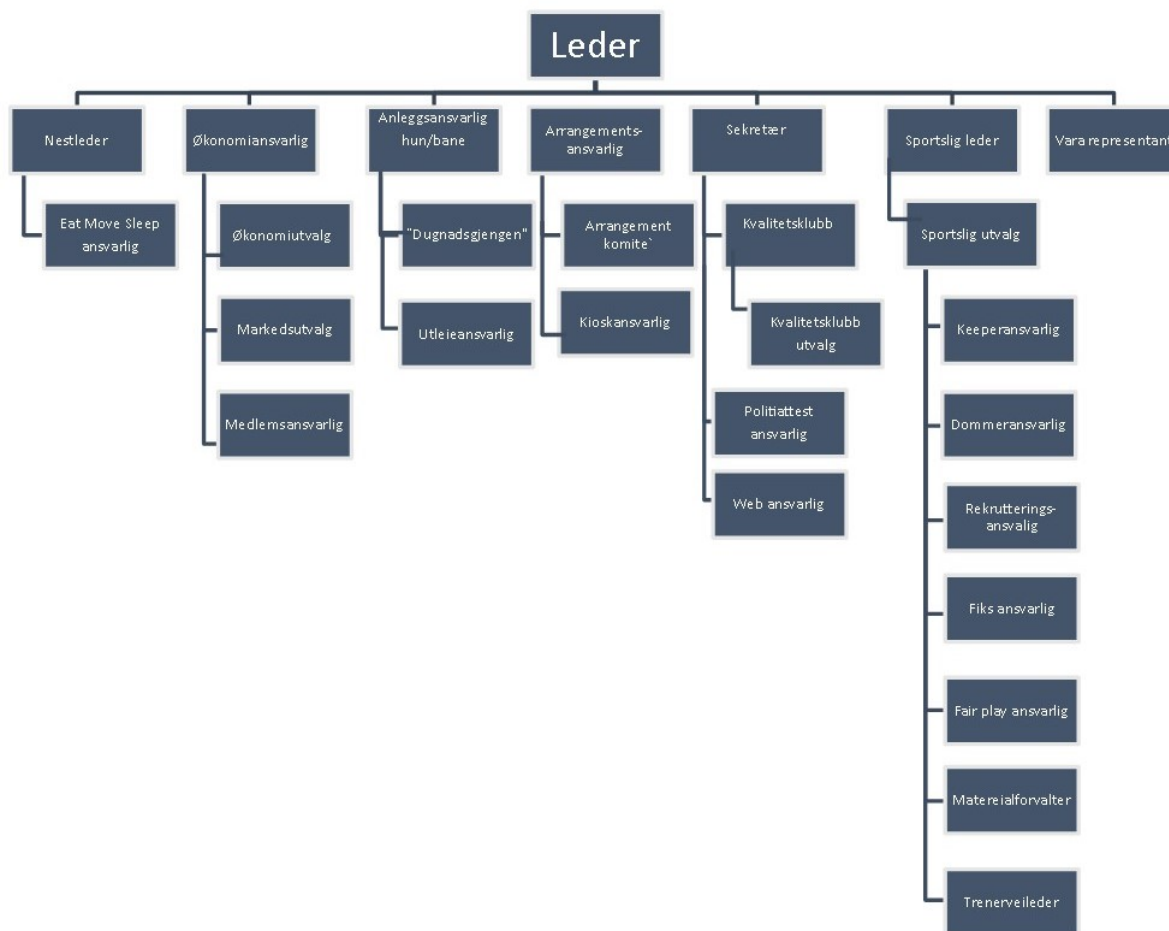 Leder
Nestleder
Økonomiansvarlig
Anleggsansvarlig
hun/bane
Arrangements-
ansvarlig
Sekretær
Sportslig leder
Vara representant
Eat Move Sleep
ansvarlig
Økonomiutvalg
Markedsutvalg
Medlemsansvarlig
"Dugnadsgjengen"
Utleieansvarlig
Arrangement
komite`
Kioskansvarlig
Kvalitetsklubb
Kvalitetsklubb
utvalg
Politiattest
ansvarlig
Web ansvarlig
Sportslig utvalg
Keeperansvarlig
Dommeransvarlig
Rekrutterings-
ansvalig
Fiks ansvarlig
Fair play ansvarlig
Matereialforvalter
Trenerveileder